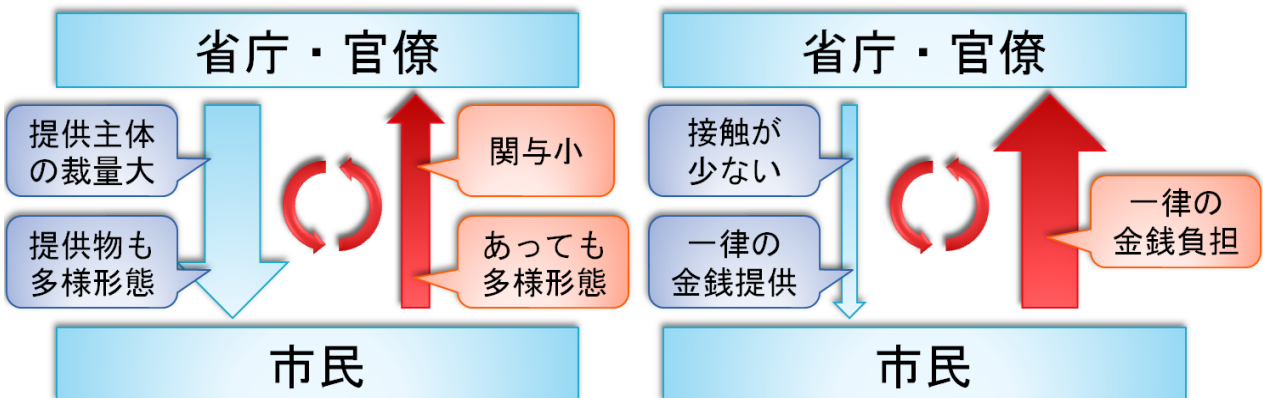 省庁・官僚
提供主体
の裁量大
関与小
提供物も
多様形態
あっても
多様形態
市民
省庁・官僚
接触が
少ない
一律の
金銭提供
一律の
金銭負担
市民